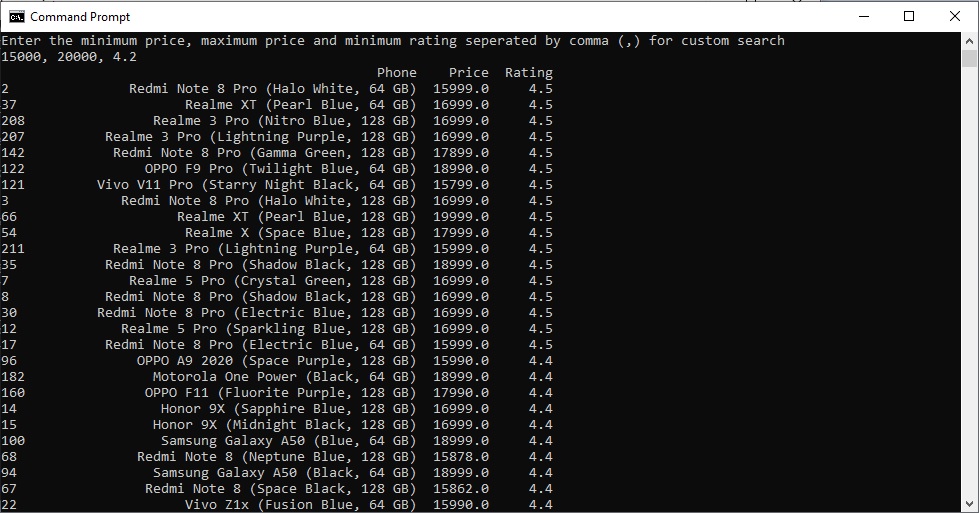 Command Prompt
Enter the minimum price, maximum price and minimum rating seperated by comma (,) for custom search
15000, 20000, 4.2
Phone Price Rating
2 Redmi Note 8 Pro (Halo White, 64 GB) 15999.0 4.5
37 Realme XT (Pearl Blue, 64 GB) 16999.0 4.5
208 Realme 3 Pro (Nitro Blue, 128 GB) 16999.0 4.5
207 Realme 3 Pro (Lightning Purple, 128 GB) 16999.0 4.5
142 Redmi Note 8 Pro (Gamma Green, 128 GB) 17899.0 4.5
122 OPPO F9 Pro (Twilight Blue, 64 GB) 18990.0 4.5
121 Vivo V11 Pro (Starry Night Black, 64 GB) 15799.0 4.5
3 Redmi Note 8 Pro (Halo White, 128 GB) 16999.0 4.5
66 Realme XT (Pearl Blue, 128 GB) 19999.0 4.5
54 Realme X (Space Blue, 128 GB) 17999.0 4.5
211 Realme 3 Pro (Lightning Purple, 64 GB) 15999.0 4.5
35 Redmi Note 8 Pro (Shadow Black, 128 GB) 18999.0 4.5
7 Realme 5 Pro (Crystal Green, 128 GB) 16999.0 4.5
8 Redmi Note 8 Pro (Shadow Black, 128 GB) 16999.0 4.5
30 Redmi Note 8 Pro (Electric Blue, 128 GB) 16999.0 4.5
12 Realme 5 Pro (Sparkling Blue, 128 GB) 16999.0 4.5
17 Redmi Note 8 Pro (Electric Blue, 64 GB) 15999.0 4.5
96 OPPO A9 2020 (Space Purple, 128 GB) 15990.0 4.4
182 Motorola One Power (Black, 64 GB) 18999.0 4.4
160 OPPO F11 (Fluorite Purple, 128 GB) 17990.0 4.4
14 Honor 9X (Sapphire Blue, 128 GB) 16999.0 4.4
15 Honor 9X (Midnight Black, 128 GB) 16999.0 4.4
100 Samsung Galaxy A50 (Blue, 64 GB) 18999.0 4.4
68 Redmi Note 8 (Neptune Blue, 128 GB) 15878.0 4.4
94 Samsung Galaxy A50 (Black, 64 GB) 18999.0 4.4
67 Redmi Note 8 (Space Black, 128 GB) 15862.0 4.4
22 Vivo Z1x (Fusion Blue, 64 GB) 15990.0 4.4